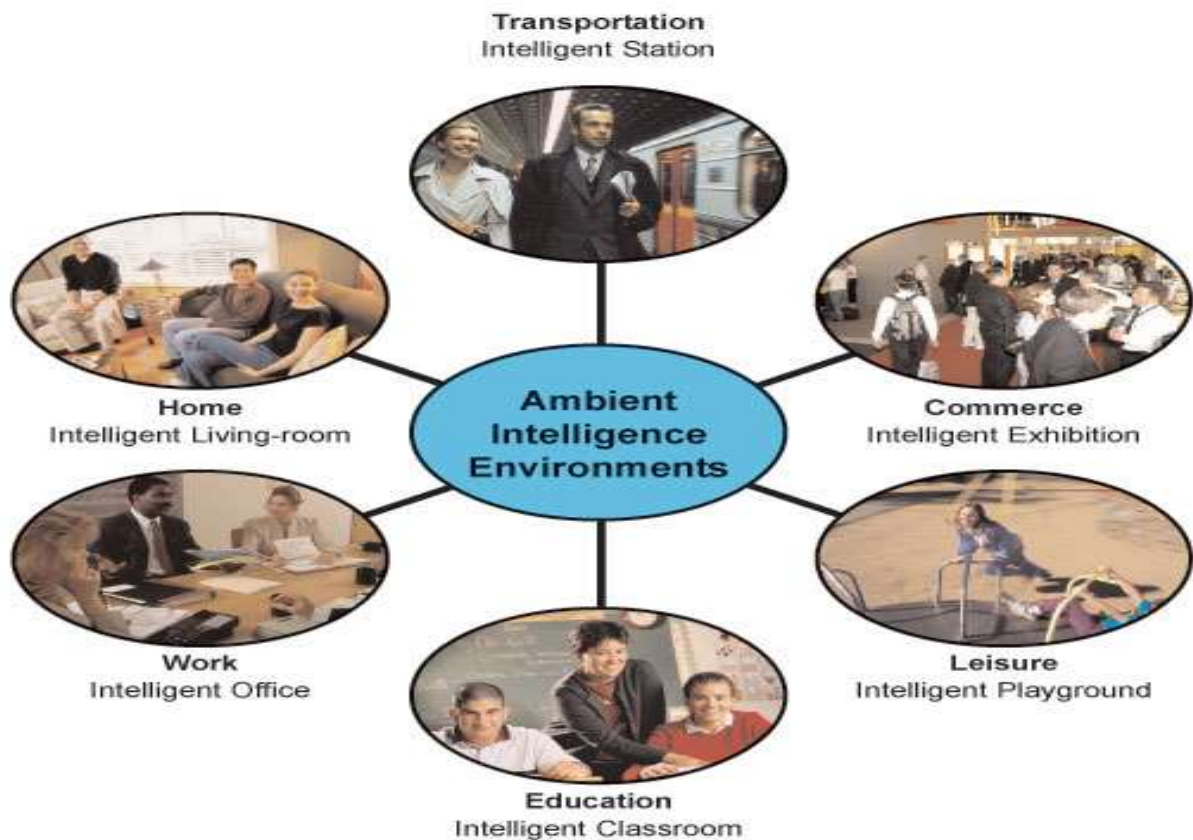 Transportation
Intelligent Station
Home
Intelligent Living-room
Commerce
Intelligent Exhibition
Ambient
Intelligence
Environments
Work
Intelligent Office
Leisure
Intelligent Playground
Education
Intelligent Classroom